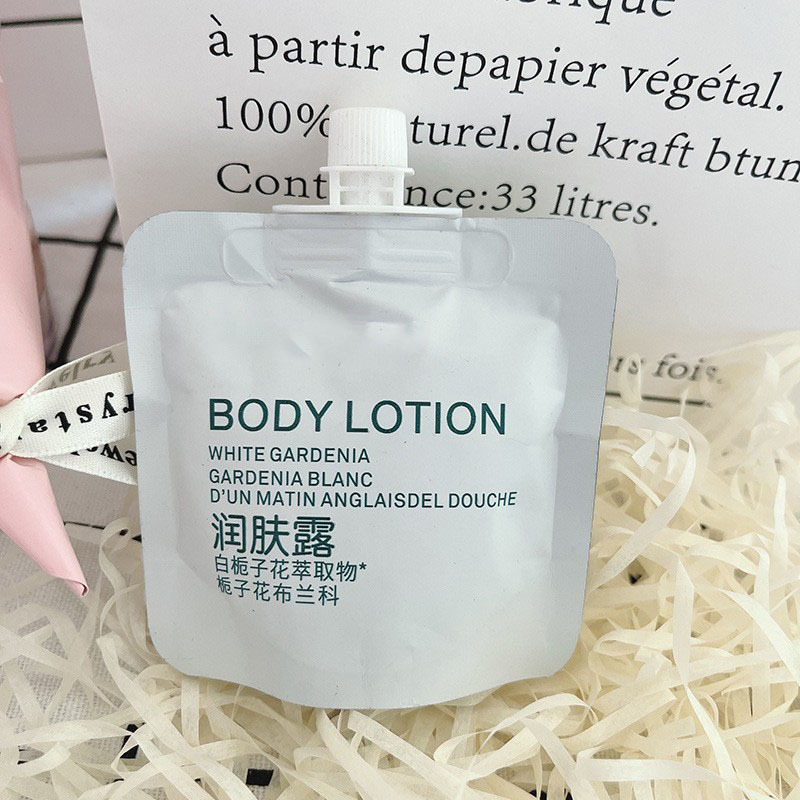 à partir depapier végétal.
100% turel.de kraft btun
Cont nce:33 litres.
fois.
BODY LOTION
WHITE GARDENIA
GARDENIA BLANC
D'UN MATIN ANGLAISDEL DOUCHE
润肤露
白栀子花萃取物*
栀子花布兰科